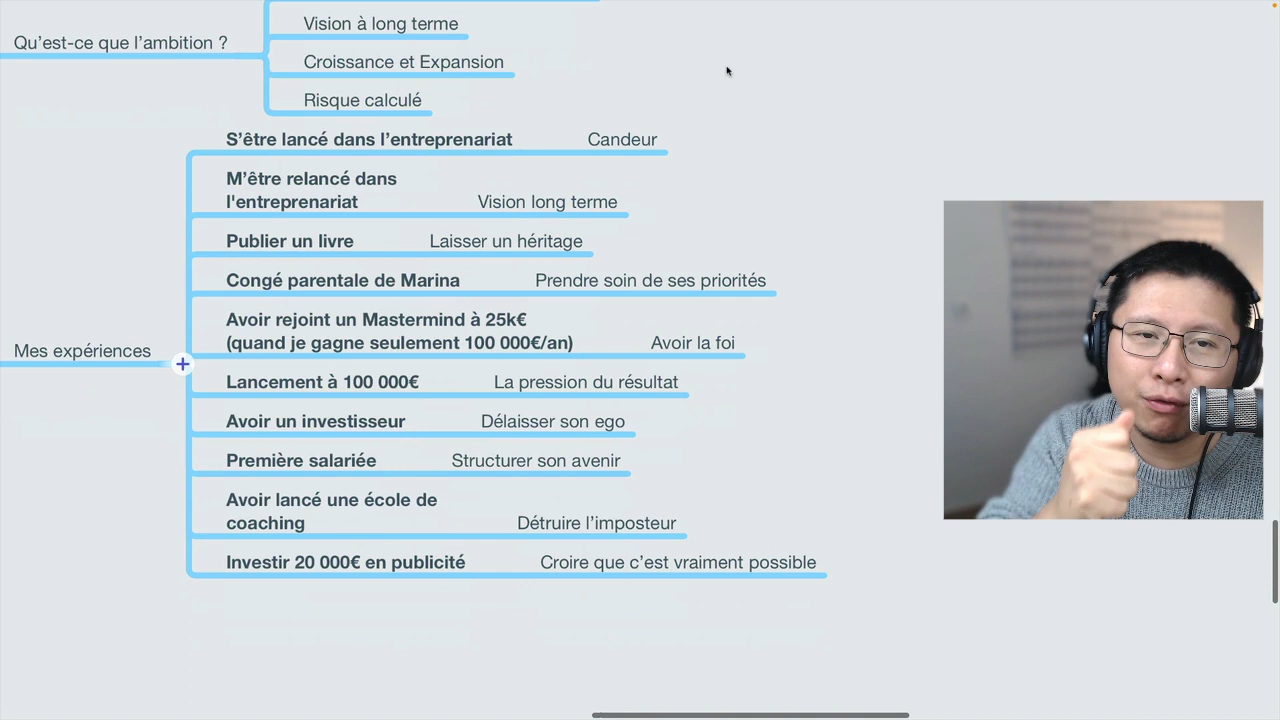 Vision à long terme
Qu’est-ce que l’ambition ?
Croissance et Expansion
Risque calculé
S’être lancé dans l’entreprenariat Candeur
M’être relancé dans
l'entreprenariat Vision long terme
Publier un livre Laisser un héritage
Congé parentale de Marina Prendre soin de ses priorités
Avoir rejoint un Mastermind à 25k€
(quand je gagne seulement 100 000€/an) Avoir la foi
Mes expériences
Lancement à 100 000€ La pression du résultat
Avoir un investisseur Délaisser son ego
Première salariée Structurer son avenir
Avoir lancé une école de
coaching Détruire l’imposteur
Investir 20 000€ en publicité Croire que c’est vraiment possible